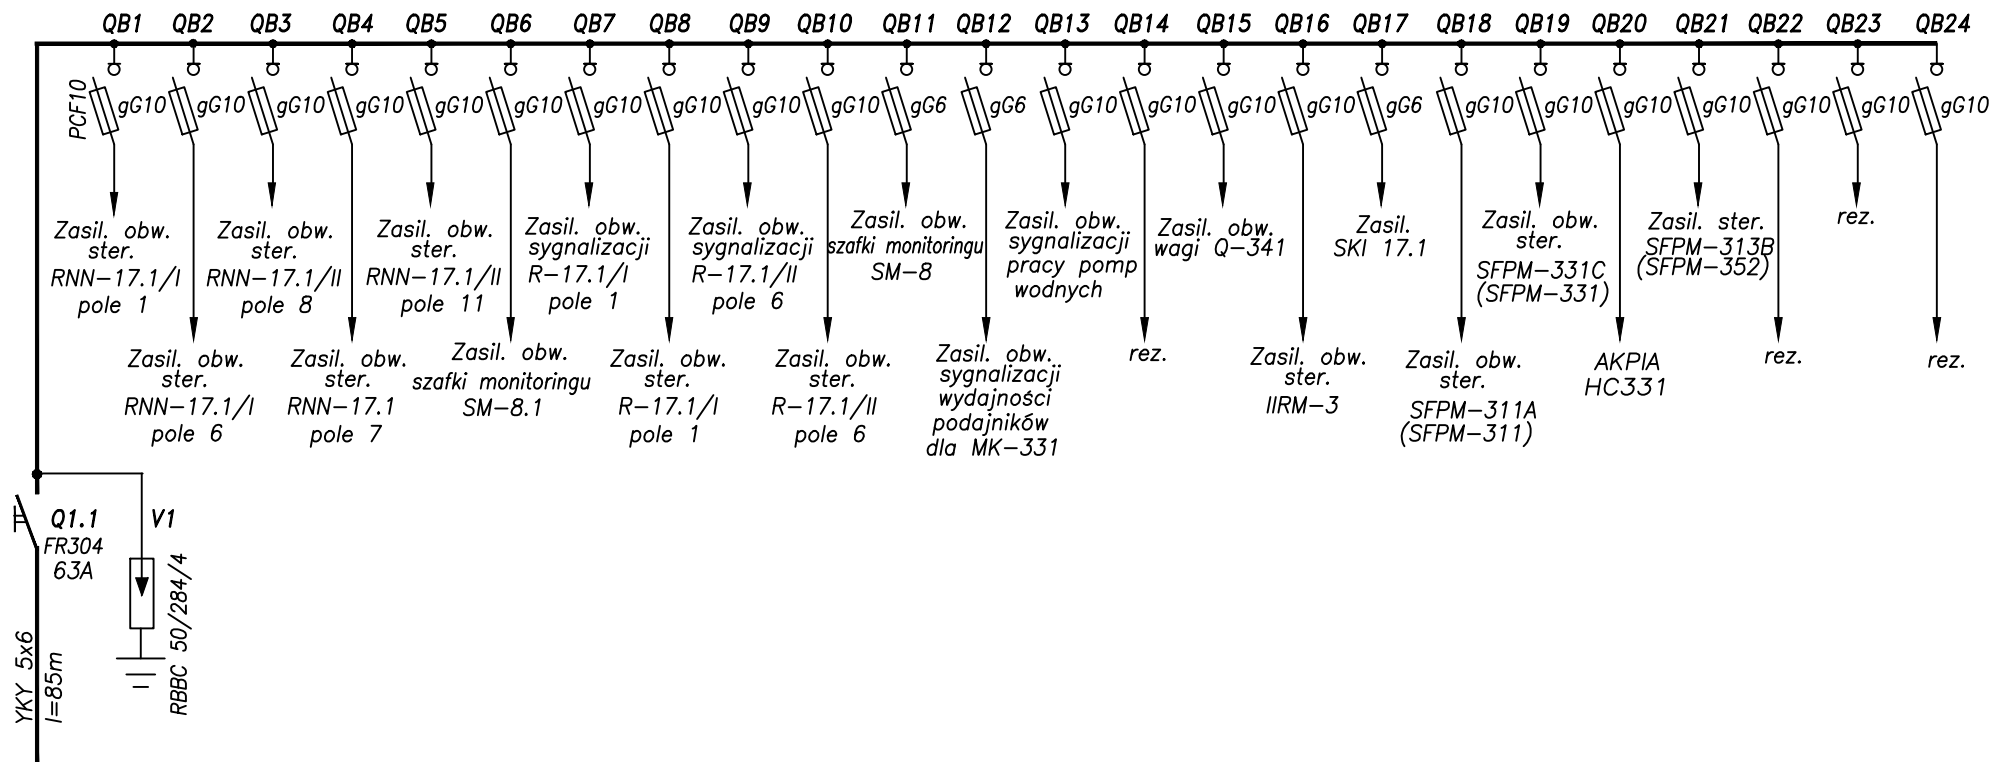 QB1 QB2 QB3 QB4 QB5 QB6 QB7 QB8 QB9 QB10 QB11 QB12 QB13 QB14 QB15 QB16 QB17 QB18 QB19 QB20 QB21 QB22 QB23 QB24
PCF10
gG10 gG10 gG10 gG10 gG10 gG10 gG10 gG10 gG10 gG10 gG6 gG6 gG10 gG10 gG10 gG10 gG6 gG10 gG10 gG10 gG10 gG10 gG10 gG10
Zasil. obw.
ster.
RNN-17.1/I
pole 1
Zasil. obw.
ster.
RNN-17.1/I
pole 6
Zasil. obw.
ster.
RNN-17.1/II
pole 8
Zasil. obw.
ster.
RNN-17.1
pole 7
Zasil. obw.
ster.
RNN-17.1/II
pole 11
Zasil. obw.
szafki monitoringu
SM-8.1
Zasil. obw.
sygnalizacji
R-17.1/I
pole 1
Zasil. obw.
ster.
R-17.1/I
pole 1
Zasil. obw.
sygnalizacji
R-17.1/II
pole 6
Zasil. obw.
ster.
R-17.1/II
pole 6
Zasil. obw.
szafki monitoringu
SM-8
Zasil. obw.
sygnalizacji
wydajności
podajników
dla MK-331
Zasil. obw.
sygnalizacji
pracy pomp
wodnych
rez.
Zasil. obw.
wagi Q-341
Zasil. obw.
ster.
IIRM-3
Zasil.
SKI 17.1
Zasil. obw.
ster.
SFPM-311A
(SFPM-311)
Zasil. obw.
ster.
SFPM-331C
(SFPM-331)
AKPIA
HC331
Zasil. ster.
SFPM-313B
(SFPM-352)
rez.
rez.
rez.
Q1.1
FR304
63A
V1
RBBC 50/284/4
YKY 5x6
l=85m